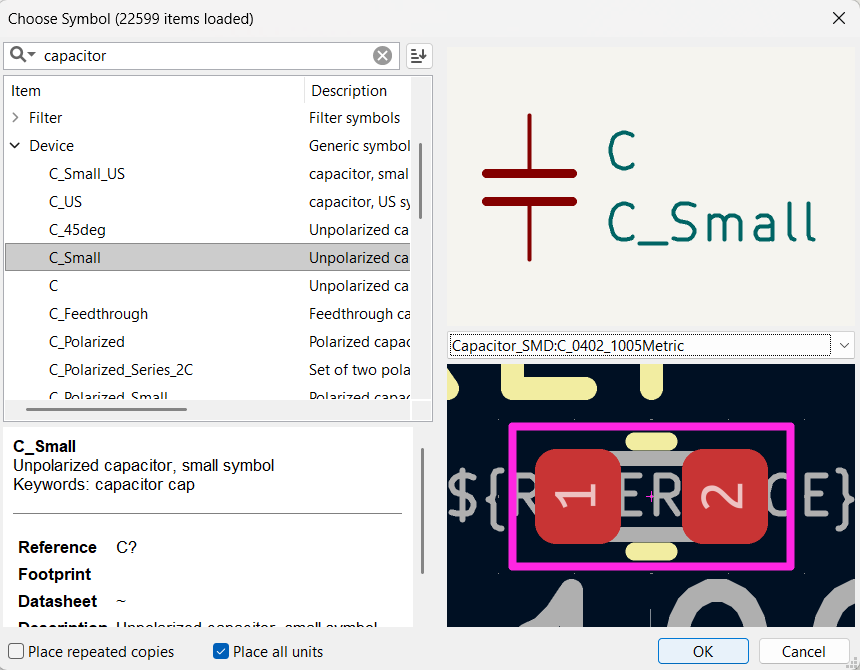 Choose Symbol (22599 items loaded)
capacitor
Item Description
Filter Filter symbols
Device Generic symbol
C_Small_US capacitor, smal
C_US capacitor, US sy
C_45deg Unpolarized ca
C_Small Unpolarized ca
C Unpolarized ca
C_Feedthrough Feedthrough ca
C_Polarized Polarized capac
C_Polarized_Series_2C Set of two pola
C_Polarized_Small Polarized capac
C_Small
Unpolarized capacitor, small symbol
Keywords: capacitor cap
Reference C?
Footprint
Datasheet ~
Description Unpolarized capacitor, small symbol
C
C_Small
Capacitor_SMD:C_0402_1005Metric
${R ER CE}
1 2
Place repeated copies
Place all units
OK
Cancel